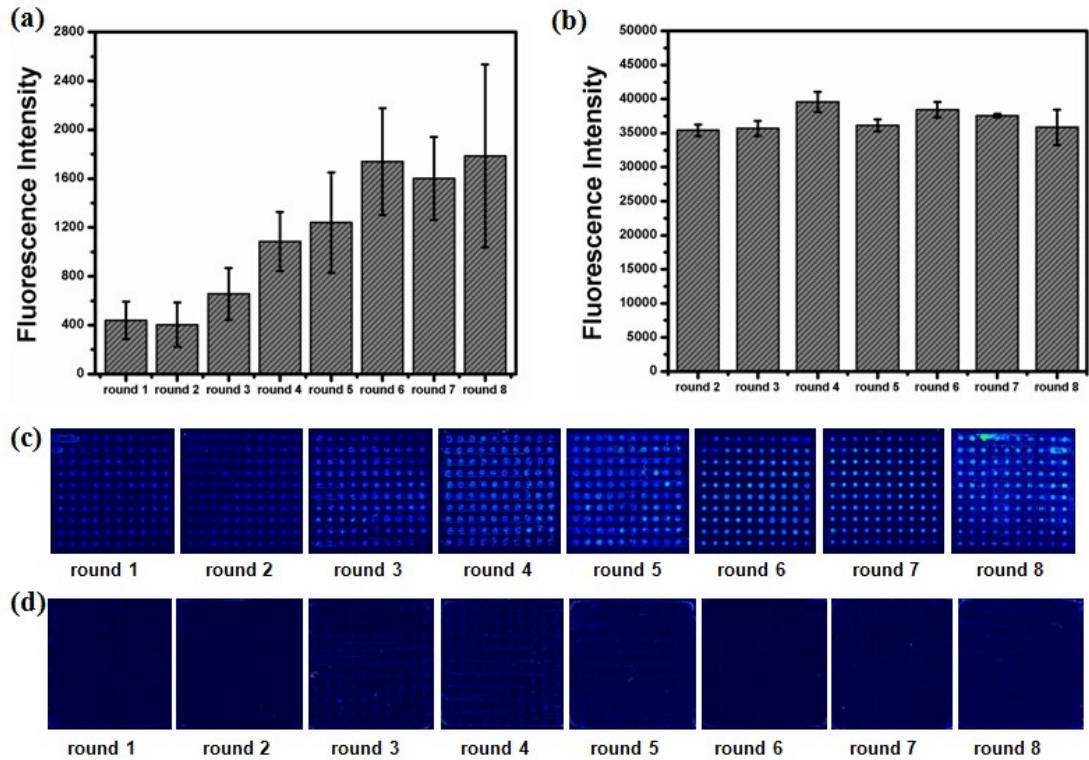 (a)
Fluorescence Intensity
2800
2400
2000
1600
1200
800
400
0
round 1 round 2 round 3 round 4 round 5 round 6 round 7 round 8
(b)
Fluorescence Intensity
50000
45000
40000
35000
30000
25000
20000
15000
10000
5000
0
round 2 round 3 round 4 round 5 round 6 round 7 round 8
(c)
round 1 round 2 round 3 round 4 round 5 round 6 round 7 round 8
(d)
round 1 round 2 round 3 round 4 round 5 round 6 round 7 round 8